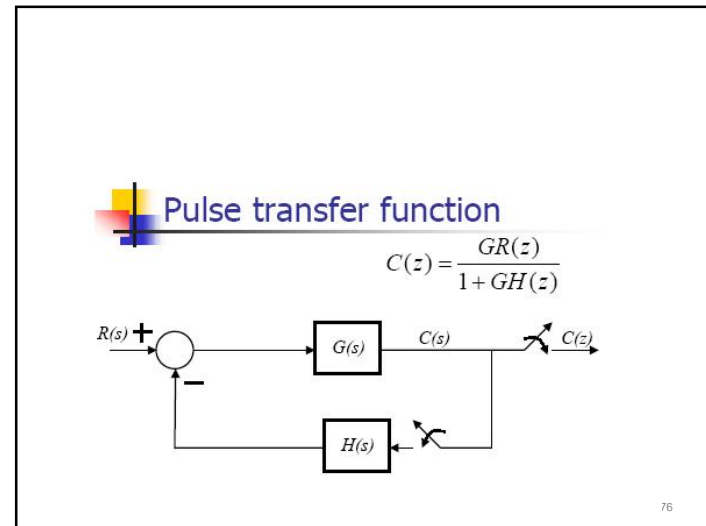 Pulse transfer function
C(z) = GR(z) / 1 + GH(z)
R(s) + G(s) C(s) C(z)
−
H(s)
76